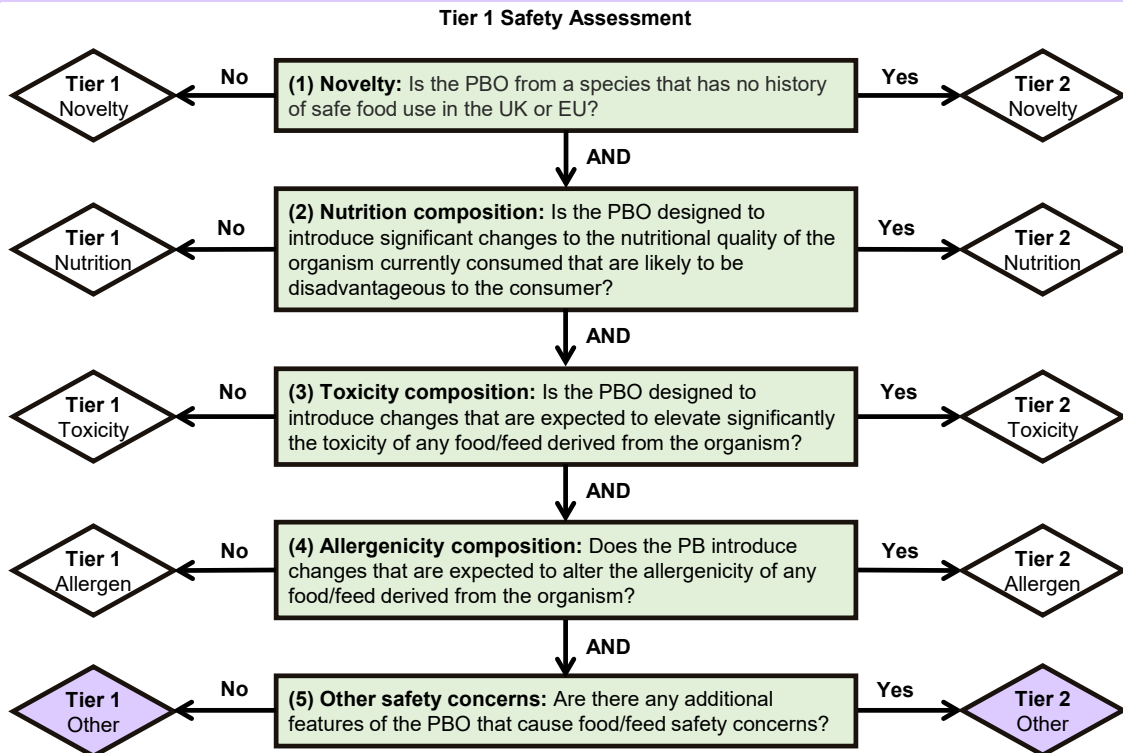 Tier 1 Safety Assessment
Tier 1
Novelty
No
(1) Novelty: Is the PBO from a species that has no history
of safe food use in the UK or EU?
Yes
Tier 2
Novelty
AND
Tier 1
Nutrition
No
(2) Nutrition composition: Is the PBO designed to
introduce significant changes to the nutritional quality of the
organism currently consumed that are likely to be
disadvantageous to the consumer?
Yes
Tier 2
Nutrition
AND
Tier 1
Toxicity
No
(3) Toxicity composition: Is the PBO designed to
introduce changes that are expected to elevate significantly
the toxicity of any food/feed derived from the organism?
Yes
Tier 2
Toxicity
AND
Tier 1
Allergen
No
(4) Allergenicity composition: Does the PB introduce
changes that are expected to alter the allergenicity of any
food/feed derived from the organism?
Yes
Tier 2
Allergen
AND
Tier 1
Other
No
(5) Other safety concerns: Are there any additional
features of the PBO that cause food/feed safety concerns?
Yes
Tier 2
Other